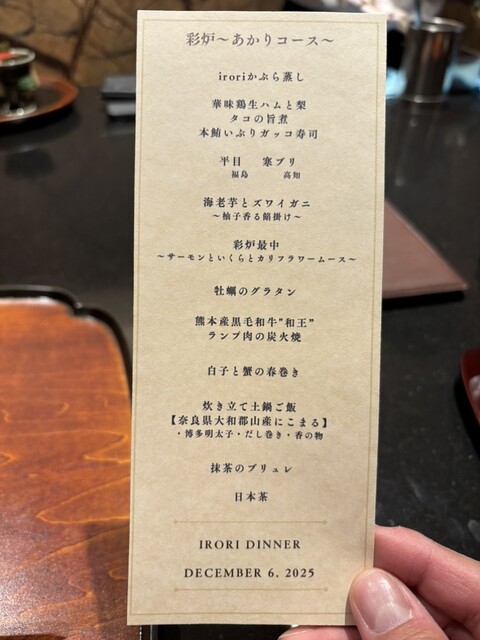 彩炉～あかりコース～
iroriかぶら蒸し
華味鶏生ハムと梨
タコの旨煮
本鮪いぶりガッコ寿司
平目　寒ブリ
福島　高知
海老芋とズワイガニ
～柚子香る餡掛け～
彩炉最中
～サーモンといくらとカリフラワームース～
牡蠣のグラタン
熊本産黒毛和牛"和王"
ランプ肉の炭火焼
白子と蟹の春巻き
炊き立て土鍋ご飯
【奈良県大和郡山産にこまる】
・博多明太子・だし巻き・香の物
抹茶のブリュレ
日本茶
IRORI DINNER
DECEMBER 6, 2025